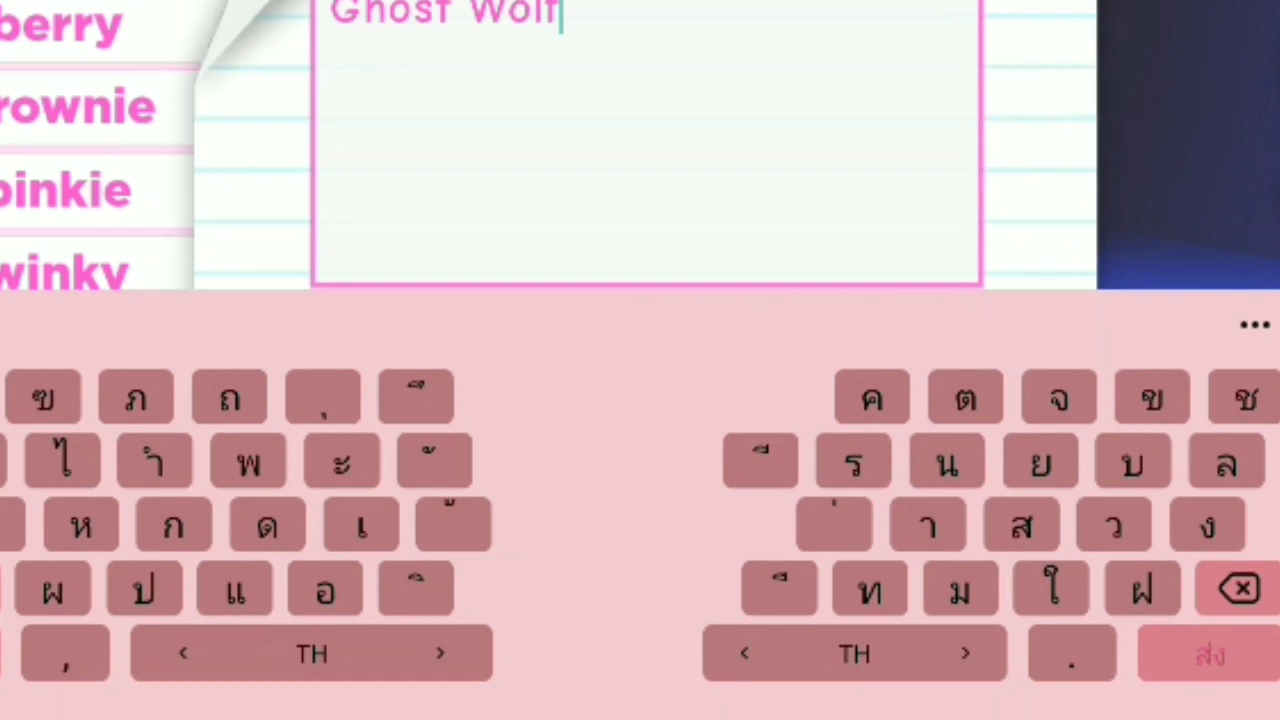 Ghost Wolf
berry
rownie
pinkie
winky
ฃ ภ ถ ุ ึ ค ต จ ข ช
ไ ำ พ ะ ั ี ร น ย บ ล
ห ก ด เ ้ ่ า ส ว ง
ผ ป แ อ ิ ื ท ม ใ ฝ
, < TH > < TH > . ส่ง